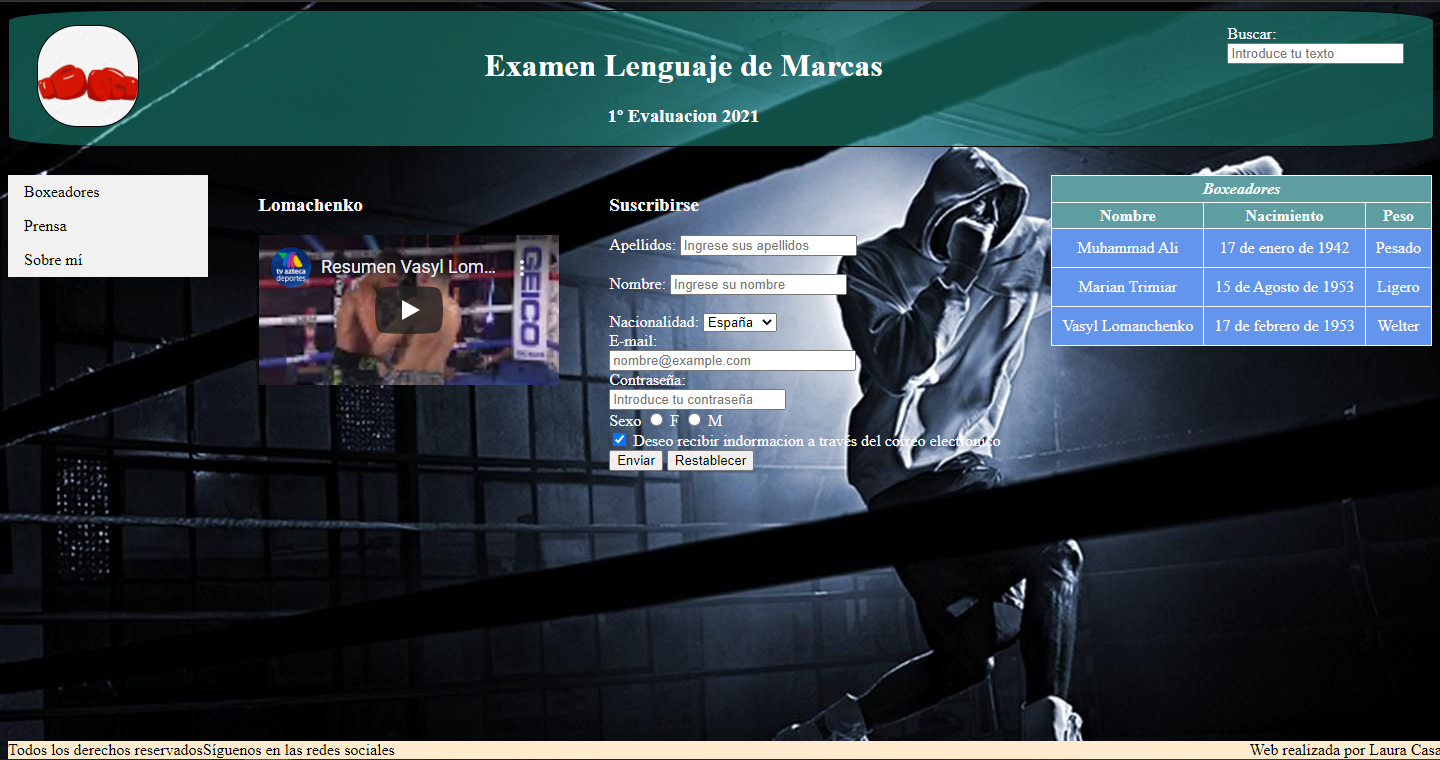 Examen Lenguaje de Marcas
1º Evaluacion 2021
Buscar:
Introduce tu texto
Boxeadores
Prensa
Sobre mí
Lomachenko
tv azteca
deportes
Resumen Vasyl Lom...
GEICO
Suscribirse
Apellidos: Ingrese sus apellidos
Nombre: Ingrese su nombre
Nacionalidad: España
E-mail:
nombre@example.com
Contraseña:
Introduce tu contraseña
Sexo F M
Deseo recibir indormacion a través del correo electronico
Enviar Restablecer
Boxeadores
Nombre Nacimiento Peso
Muhammad Ali 17 de enero de 1942 Pesado
Marian Trimiar 15 de Agosto de 1953 Ligero
Vasyl Lomanchenko 17 de febrero de 1953 Welter
Todos los derechos reservadosSíguenos en las redes sociales
Web realizada por Laura Casa